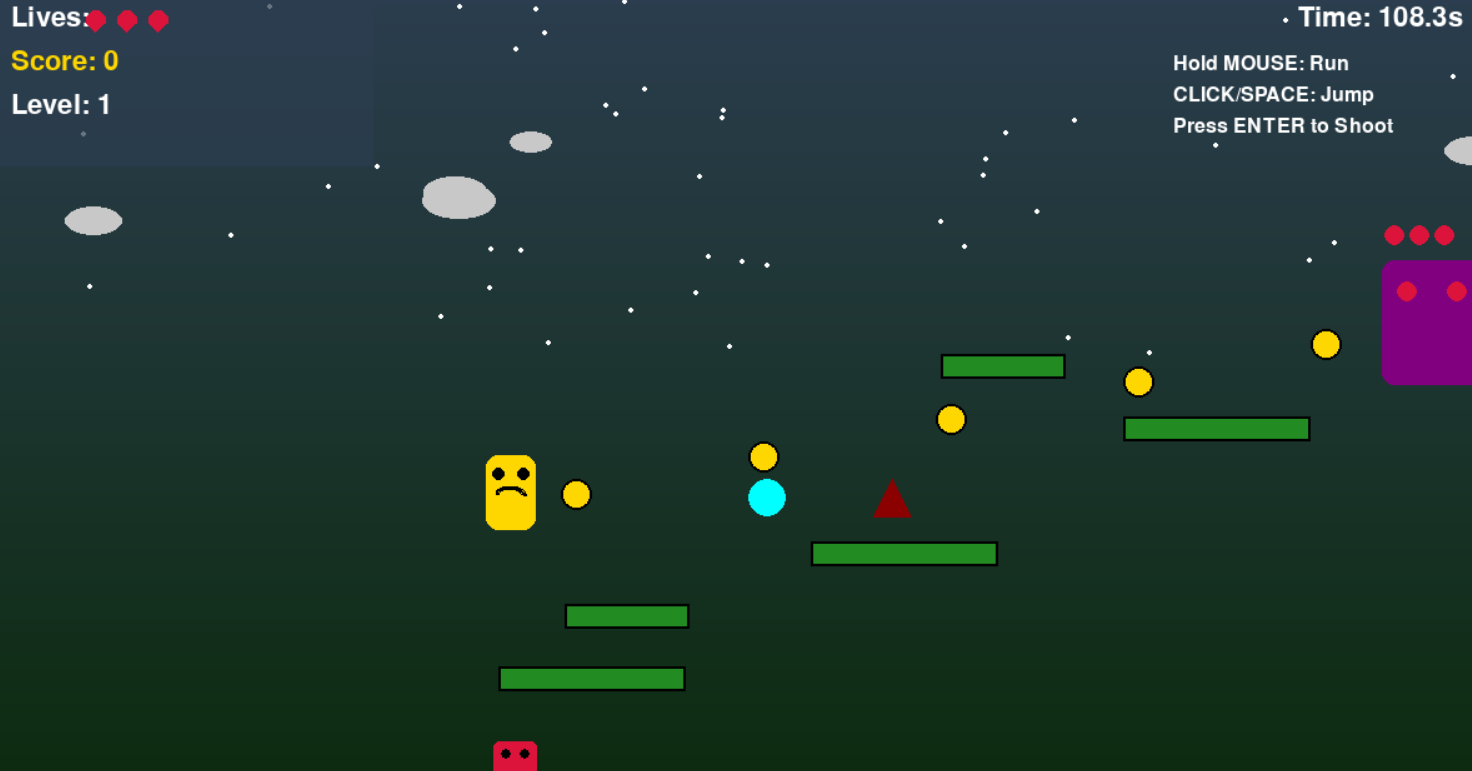 Lives:
Score: 0
Level: 1
Time: 108.3s
Hold MOUSE: Run
CLICK/SPACE: Jump
Press ENTER to Shoot